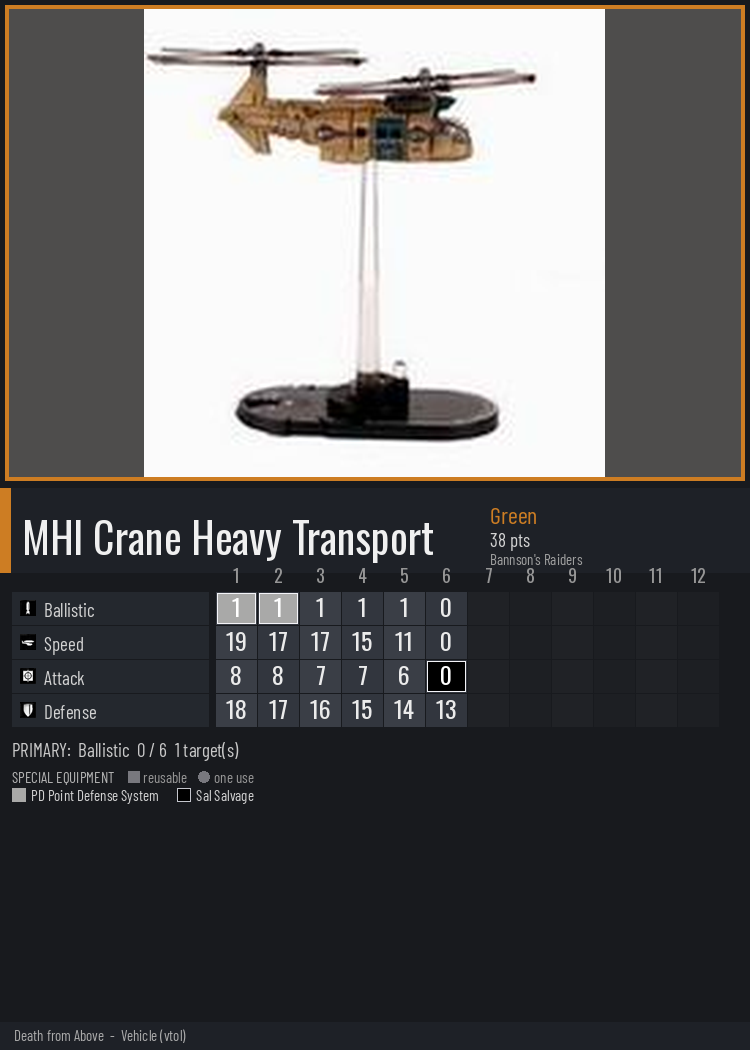 MHI Crane Heavy Transport
Green
38 pts
Bannson's Raiders
1 2 3 4 5 6 7 8 9 10 11 12
Ballistic 1 1 1 1 1 0
Speed 19 17 17 15 11 0
Attack 8 8 7 7 6 0
Defense 18 17 16 15 14 13
PRIMARY: Ballistic 0 / 6 1 target(s)
SPECIAL EQUIPMENT reusable one use
PD Point Defense System Sal Salvage
Death from Above - Vehicle (vtol)